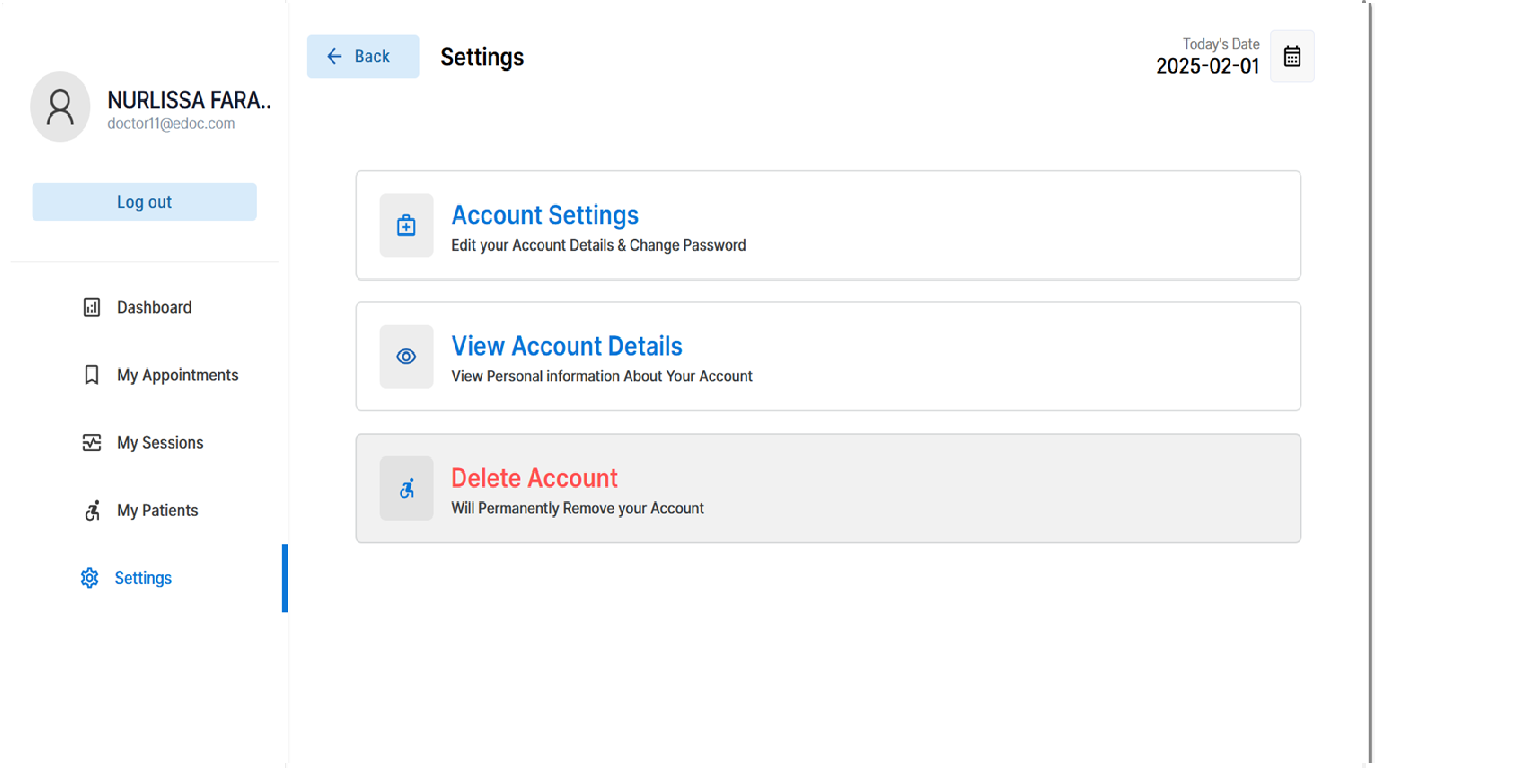 NURLISSA FARA..
doctor11@edoc.com
Log out
Dashboard
My Appointments
My Sessions
My Patients
Settings
Back
Settings
Today's Date
2025-02-01
Account Settings
Edit your Account Details & Change Password
View Account Details
View Personal information About Your Account
Delete Account
Will Permanently Remove your Account